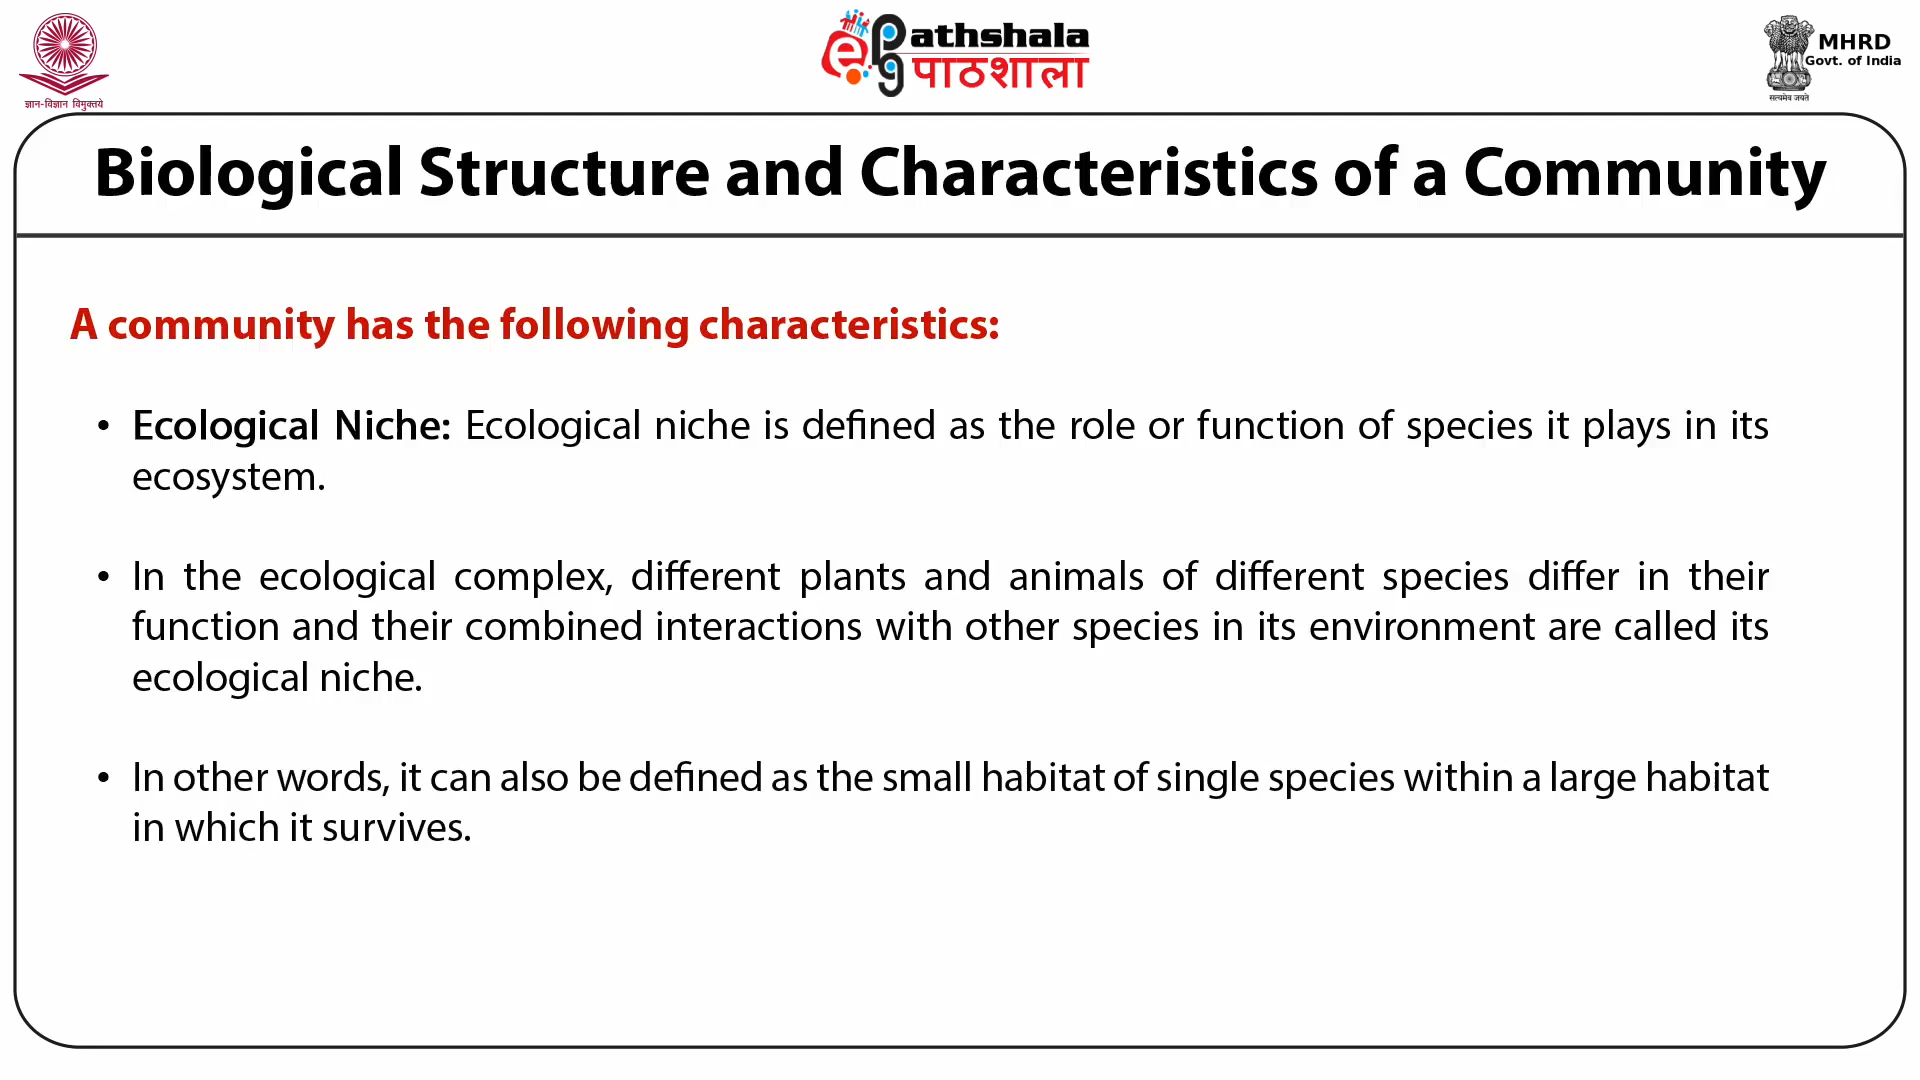 ज्ञान-विज्ञान विमुक्तये
ePGathshala
पाठशाला
MHRD
Govt. of India
सत्यमेव जयते
Biological Structure and Characteristics of a Community
A community has the following characteristics:
• Ecological Niche: Ecological niche is defined as the role or function of species it plays in its
ecosystem.
• In the ecological complex, different plants and animals of different species differ in their
function and their combined interactions with other species in its environment are called its
ecological niche.
• In other words, it can also be defined as the small habitat of single species within a large habitat
in which it survives.